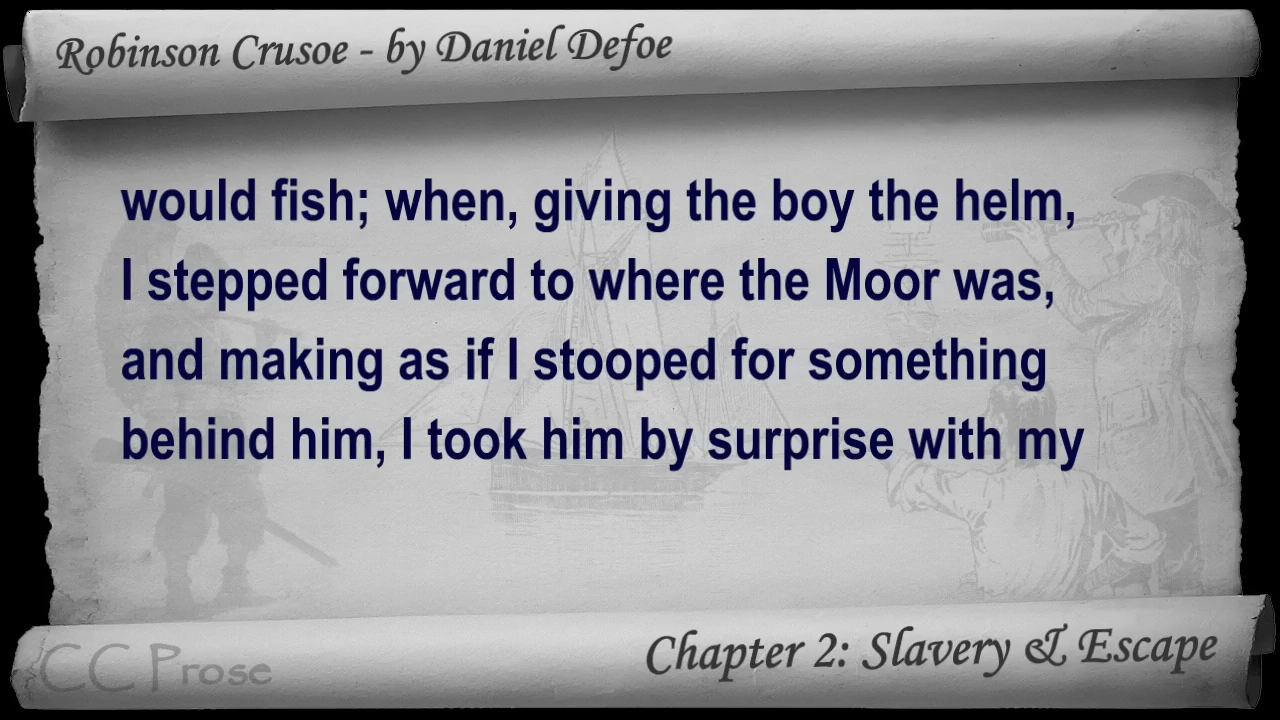 Robinson Crusoe - by Daniel Defoe
would fish; when, giving the boy the helm,
I stepped forward to where the Moor was,
and making as if I stooped for something
behind him, I took him by surprise with my
Chapter 2: Slavery & Escape
CC Prose